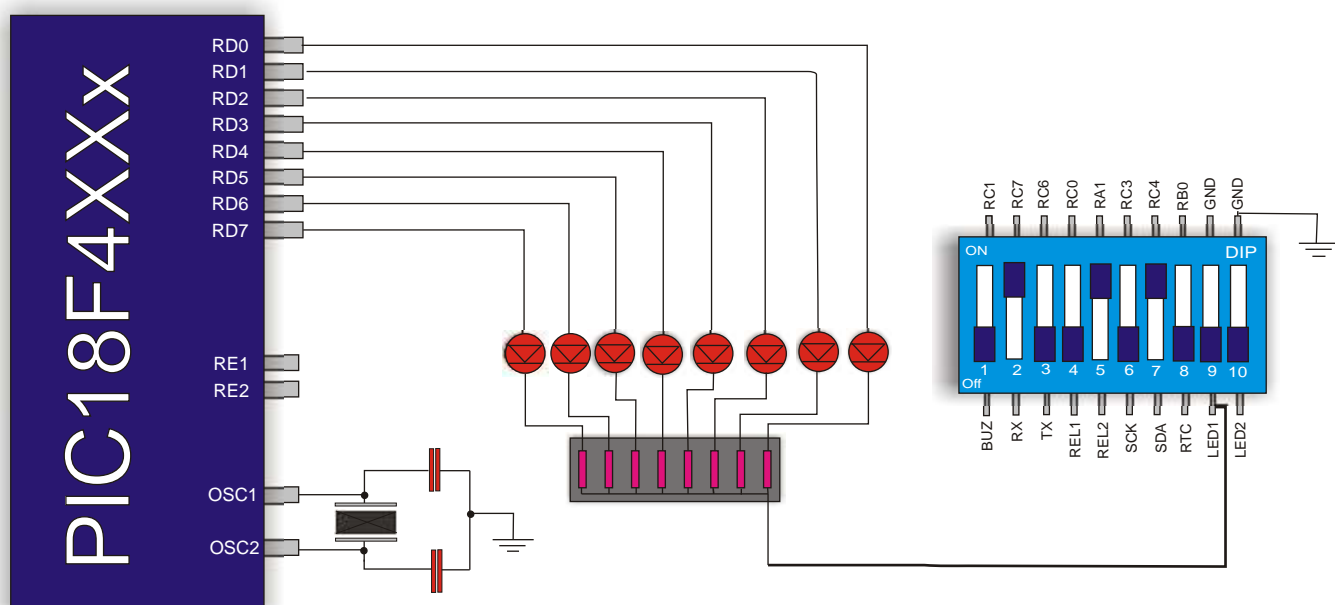 PIC18F4XXx
RD0
RD1
RD2
RD3
RD4
RD5
RD6
RD7
RE1
RE2
OSC1
OSC2
RC1 RC7 RC6 RC0 RA1 RC3 RC4 RB0 GND GND
ON DIP
1 2 3 4 5 6 7 8 9 10
Off
BUZ RX TX REL1 REL2 SCK SDA RTC LED1 LED2